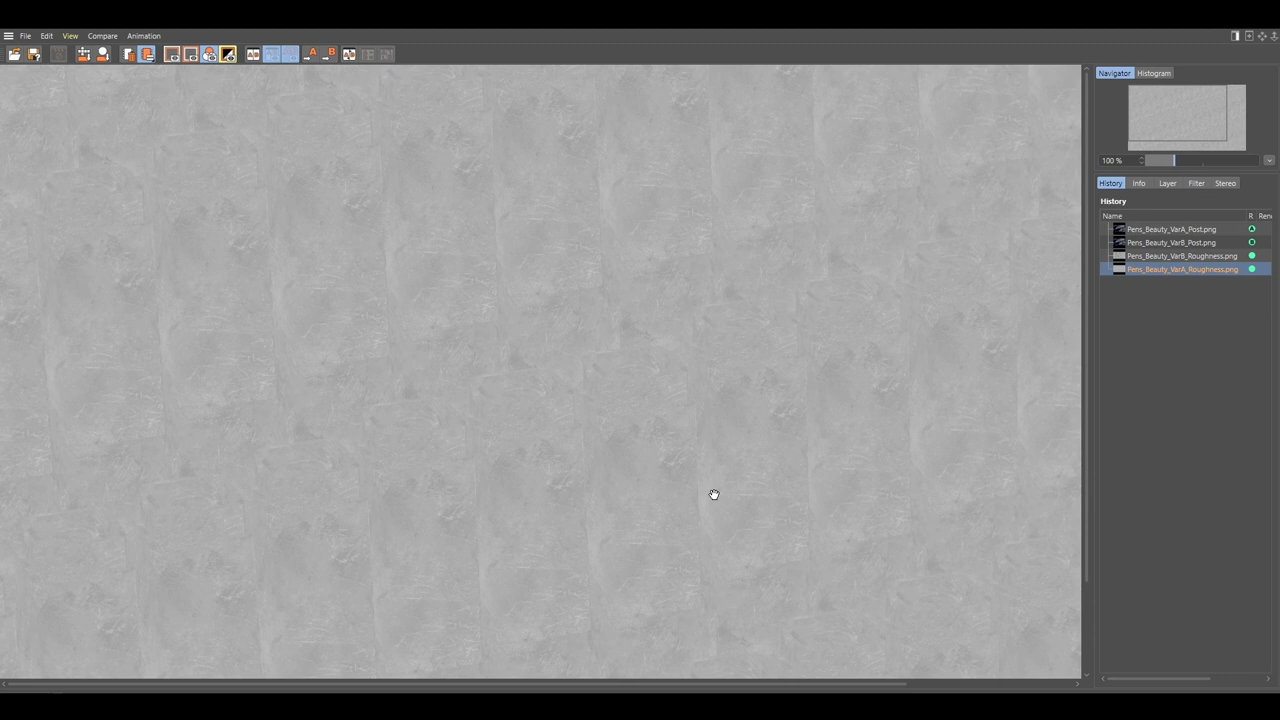 File Edit View Compare Animation
A B
Navigator Histogram
100 %
History Info Layer Filter Stereo
History
Name R Ren
Pens_Beauty_VarA_Post.png A
Pens_Beauty_VarB_Post.png B
Pens_Beauty_VarB_Roughness.png
Pens_Beauty_VarA_Roughness.png